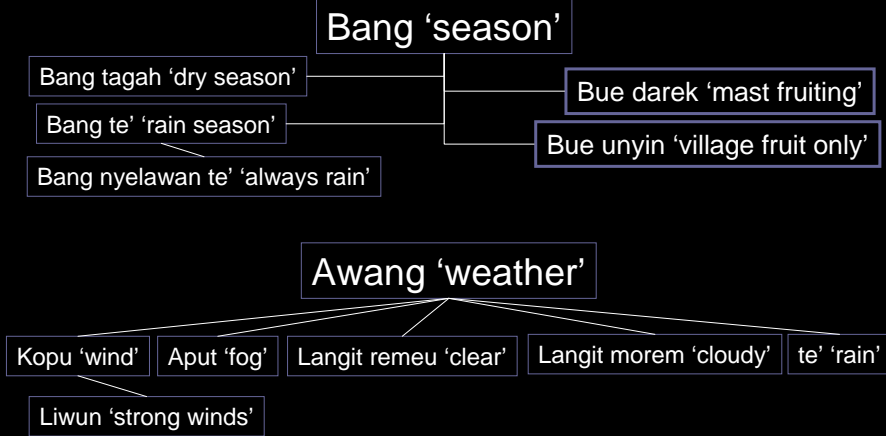 Bang ‘season’
Bang tagah ‘dry season’
Bue darek ‘mast fruiting’
Bang te’ ‘rain season’
Bue unyin ‘village fruit only’
Bang nyelawan te’ ‘always rain’
Awang ‘weather’
Kopu ‘wind’
Aput ‘fog’
Langit remeu ‘clear’
Langit morem ‘cloudy’
te’ ‘rain’
Liwun ‘strong winds’